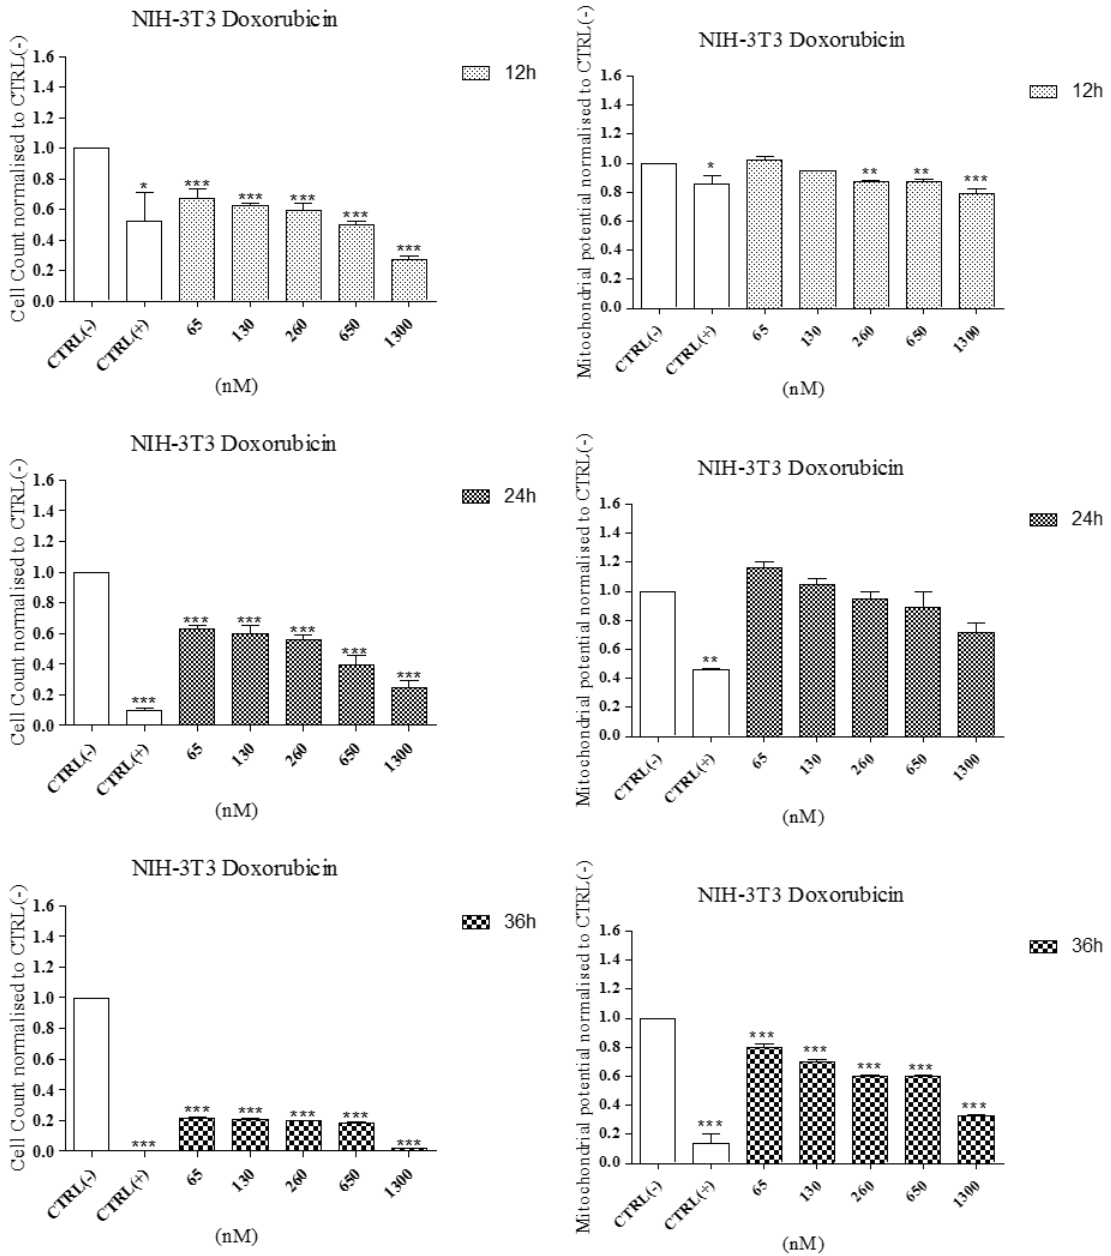 NIH-3T3 Doxorubicin
Cell Count normalised to CTRL(-)
1.6
1.4
1.2
1.0
0.8
0.6
0.4
0.2
0.0
* *** *** *** *** ***
CTRL(-) CTRL(+) 65 130 260 650 1300
(nM)
12h
NIH-3T3 Doxorubicin
Mitochondrial potential normalised to CTRL(-)
1.6
1.4
1.2
1.0
0.8
0.6
0.4
0.2
0.0
* ** ** ***
CTRL(-) CTRL(+) 65 130 260 650 1300
(nM)
12h
NIH-3T3 Doxorubicin
Cell Count normalised to CTRL(-)
1.6
1.4
1.2
1.0
0.8
0.6
0.4
0.2
0.0
*** *** *** *** *** ***
CTRL(-) CTRL(+) 65 130 260 650 1300
(nM)
24h
NIH-3T3 Doxorubicin
Mitochondrial potential normalised to CTRL(-)
1.6
1.4
1.2
1.0
0.8
0.6
0.4
0.2
0.0
**
CTRL(-) CTRL(+) 65 130 260 650 1300
(nM)
24h
NIH-3T3 Doxorubicin
Cell Count normalised to CTRL(-)
1.6
1.4
1.2
1.0
0.8
0.6
0.4
0.2
0.0
*** *** *** *** *** ***
CTRL(-) CTRL(+) 65 130 260 650 1300
(nM)
36h
NIH-3T3 Doxorubicin
Mitochondrial potential normalised to CTRL(-)
1.6
1.4
1.2
1.0
0.8
0.6
0.4
0.2
0.0
*** *** *** *** *** ***
CTRL(-) CTRL(+) 65 130 260 650 1300
(nM)
36h